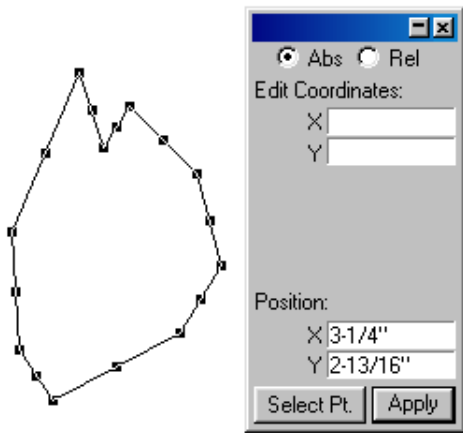 Abs Rel
Edit Coordinates:
X
Y
Position:
X 3-1/4"
Y 2-13/16"
Select Pt. Apply